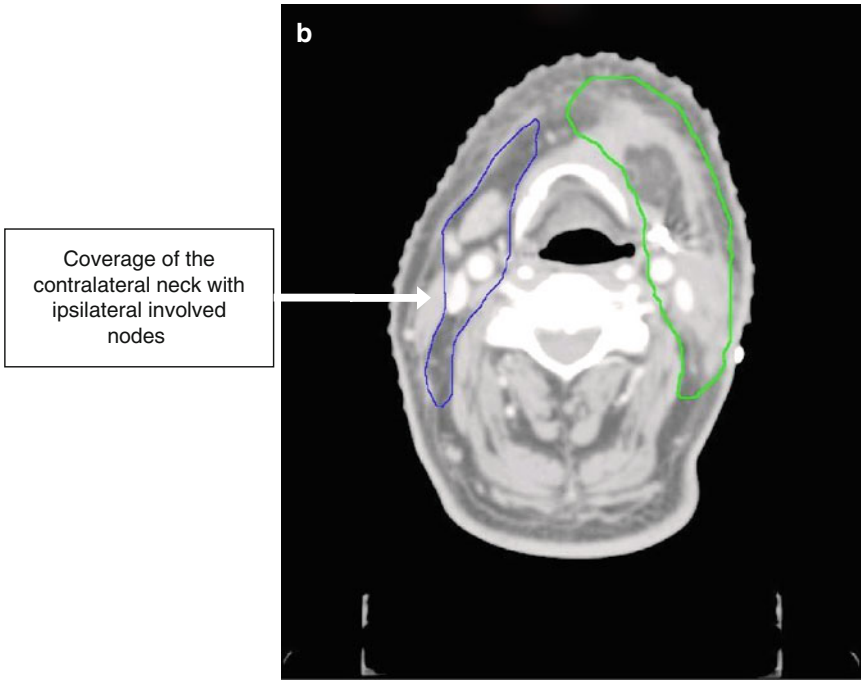 b
Coverage of the
contralateral neck with
ipsilateral involved
nodes